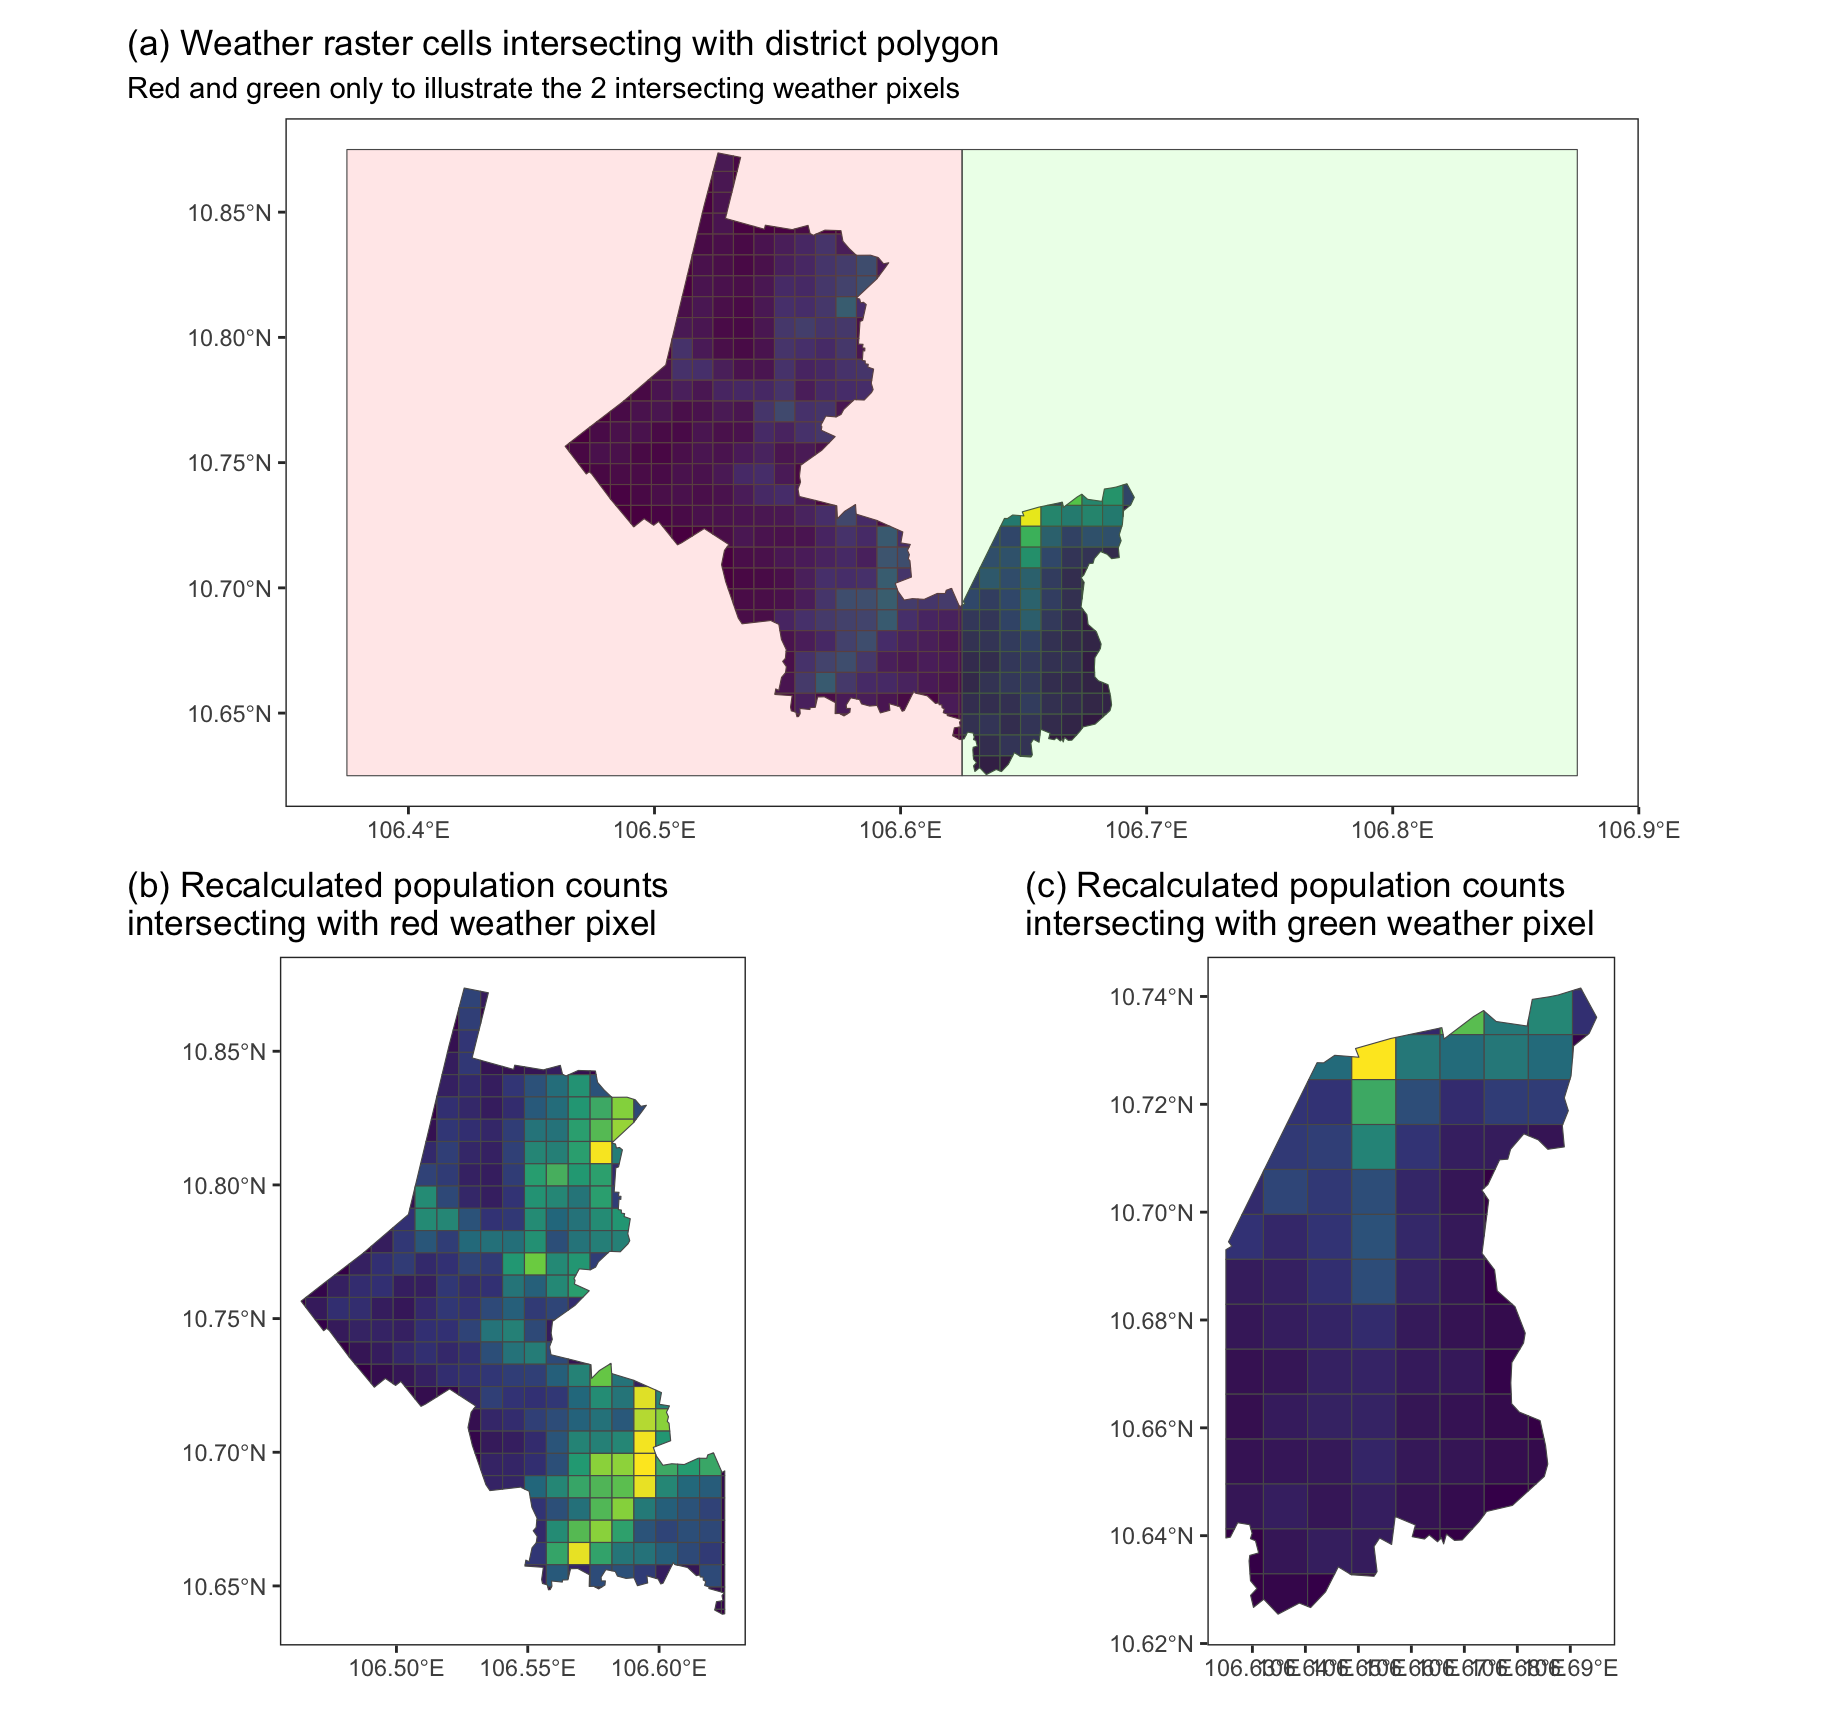 (a) Weather raster cells intersecting with district polygon
Red and green only to illustrate the 2 intersecting weather pixels
10.85°N
10.80°N
10.75°N
10.70°N
10.65°N
106.4°E 106.5°E 106.6°E 106.7°E 106.8°E 106.9°E
(b) Recalculated population counts
intersecting with red weather pixel
10.85°N
10.80°N
10.75°N
10.70°N
10.65°N
106.50°E 106.55°E 106.60°E
(c) Recalculated population counts
intersecting with green weather pixel
10.74°N
10.72°N
10.70°N
10.68°N
10.66°N
10.64°N
10.62°N
106.63°E 106.64°E 106.65°E 106.66°E 106.67°E 106.68°E 106.69°E